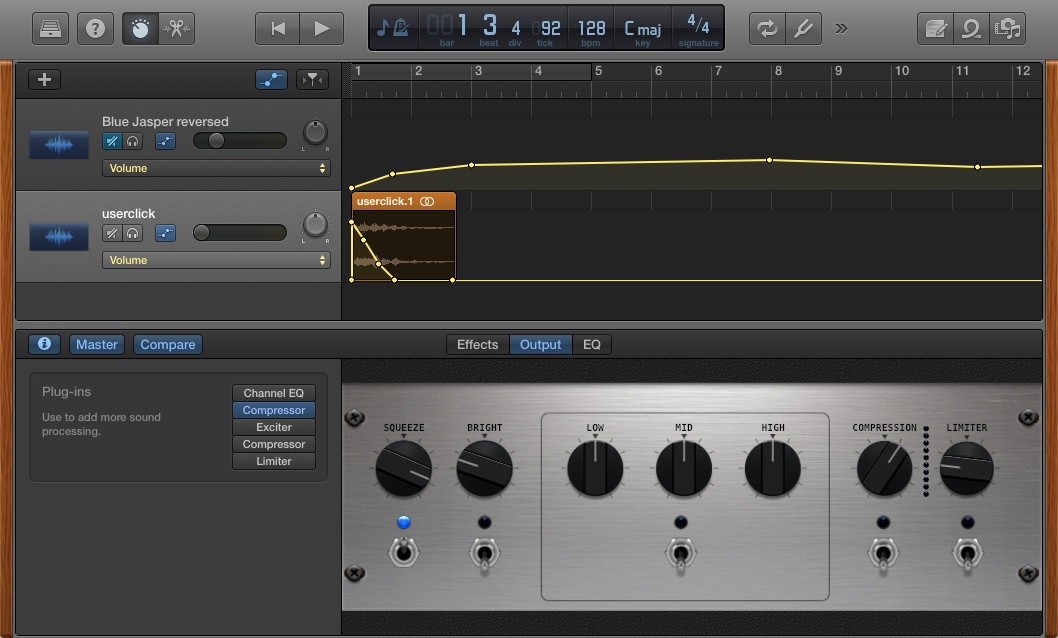 001 3 4 92 128 C maj 4/4
bar beat div tick bpm key signature
1 2 3 4 5 6 7 8 9 10 11 12
Blue Jasper reversed
L R
Volume
userclick
L R
Volume
userclick.1
Master Compare
Effects Output EQ
Plug-ins
Use to add more sound
processing.
Channel EQ
Compressor
Exciter
Compressor
Limiter
SQUEEZE BRIGHT LOW MID HIGH COMPRESSION LIMITER